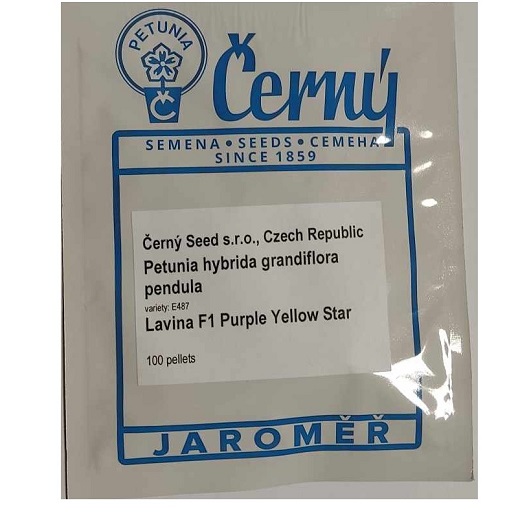 PETUNIA
Č
Černý
SEMENA • SEEDS • СЕМЕНА
SINCE 1859
Černý Seed s.r.o., Czech Republic
Petunia hybrida grandiflora
pendula
variety: E487
Lavina F1 Purple Yellow Star
100 pellets
JAROMĚŘ